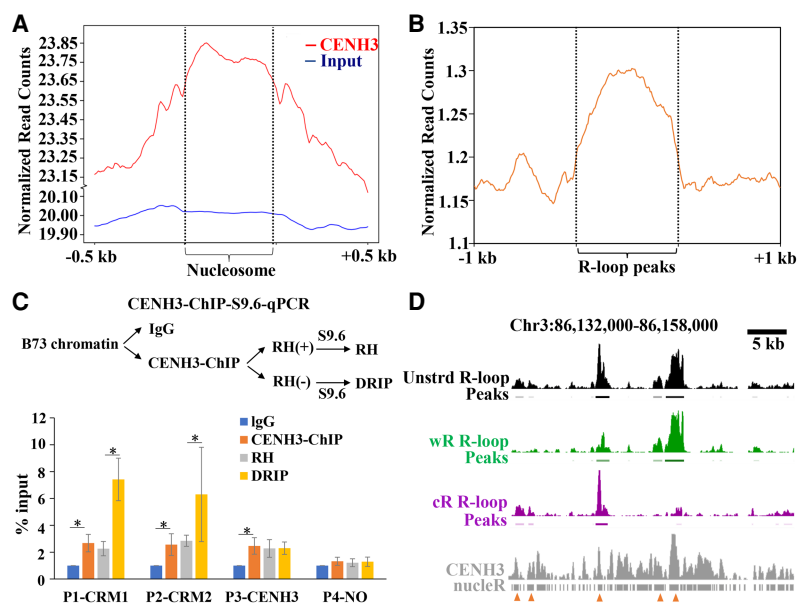 A
Normalized Read Counts
23.85
23.75
23.65
23.55
23.45
23.35
23.25
23.15
20.10
20.00
19.90
CENH3
Input
-0.5 kb
Nucleosome
+0.5 kb
B
Normalized Read Counts
1.35
1.3
1.25
1.2
1.15
1.1
-1 kb
R-loop peaks
+1 kb
C
CENH3-ChIP-S9.6-qPCR
B73 chromatin
IgG
CENH3-ChIP
RH(+)
S9.6
RH
RH(-)
S9.6
DRIP
% input
12
10
8
6
4
2
0
IgG
CENH3-ChIP
RH
DRIP
*
*
*
*
*
P1-CRM1
P2-CRM2
P3-CENH3
P4-NO
D
Chr3:86,132,000-86,158,000
5 kb
Unstrd R-loop
Peaks
wR R-loop
Peaks
cR R-loop
Peaks
CENH3
nucleR